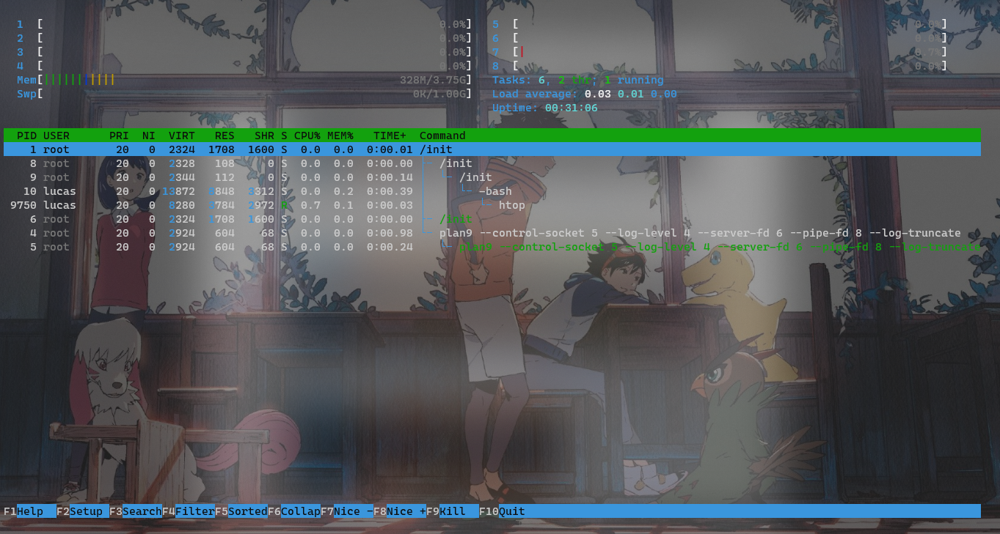 1 [ 0.0%] 5 [ 0.0%]
2 [ 0.0%] 6 [ 0.0%]
3 [ 0.0%] 7 [| 0.7%]
4 [ 0.0%] 8 [ 0.0%]
Mem[||||||||||| 328M/3.75G] Tasks: 6, 2 thr; 1 running
Swp[ 0K/1.00G] Load average: 0.03 0.01 0.00
Uptime: 00:31:06
PID USER PRI NI VIRT RES SHR S CPU% MEM% TIME+ Command
1 root 20 0 2324 1708 1600 S 0.0 0.0 0:00.01 /init
8 root 20 0 2328 108 0 S 0.0 0.0 0:00.00 ├─ /init
9 root 20 0 2344 112 0 S 0.0 0.0 0:00.14 │ └─ /init
10 lucas 20 0 13872 8848 3312 S 0.0 0.2 0:00.39 │ └─ -bash
9750 lucas 20 0 8280 3784 2972 R 0.7 0.1 0:00.03 │ └─ htop
6 root 20 0 2324 1708 1600 S 0.0 0.0 0:00.00 ├─ /init
4 root 20 0 2924 604 68 S 0.0 0.0 0:00.98 └─ plan9 --control-socket 5 --log-level 4 --server-fd 6 --pipe-fd 8 --log-truncate
5 root 20 0 2924 604 68 S 0.0 0.0 0:00.24 └─ plan9 --control-socket 5 --log-level 4 --server-fd 6 --pipe-fd 8 --log-truncate
F1Help F2Setup F3SearchF4FilterF5SortedF6CollapF7Nice -F8Nice +F9Kill F10Quit